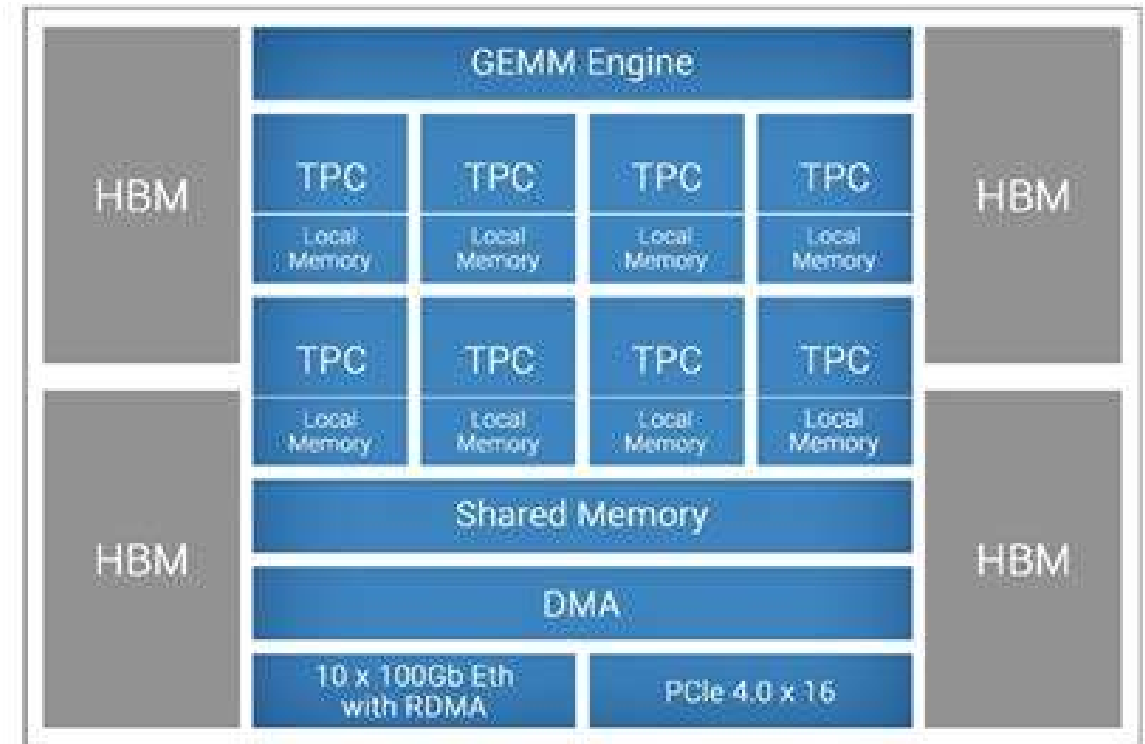 GEMM Engine
HBM
TPC
TPC
TPC
TPC
HBM
Local
Memory
Local
Memory
Local
Memory
Local
Memory
TPC
TPC
TPC
TPC
Local
Memory
Local
Memory
Local
Memory
Local
Memory
Shared Memory
HBM
HBM
DMA
10 x 100Gb Eth
with RDMA
PCIe 4.0 x 16